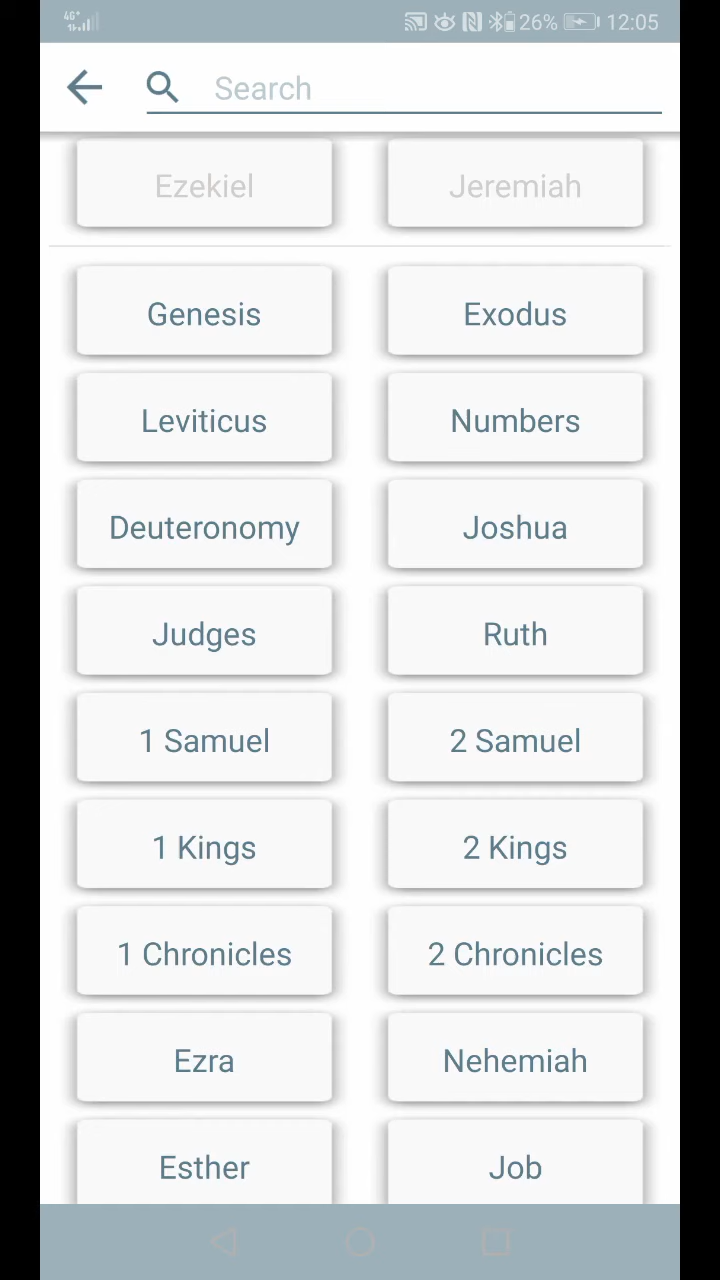 4G+ 26% 12:05
Search
Ezekiel Jeremiah
Genesis Exodus
Leviticus Numbers
Deuteronomy Joshua
Judges Ruth
1 Samuel 2 Samuel
1 Kings 2 Kings
1 Chronicles 2 Chronicles
Ezra Nehemiah
Esther Job